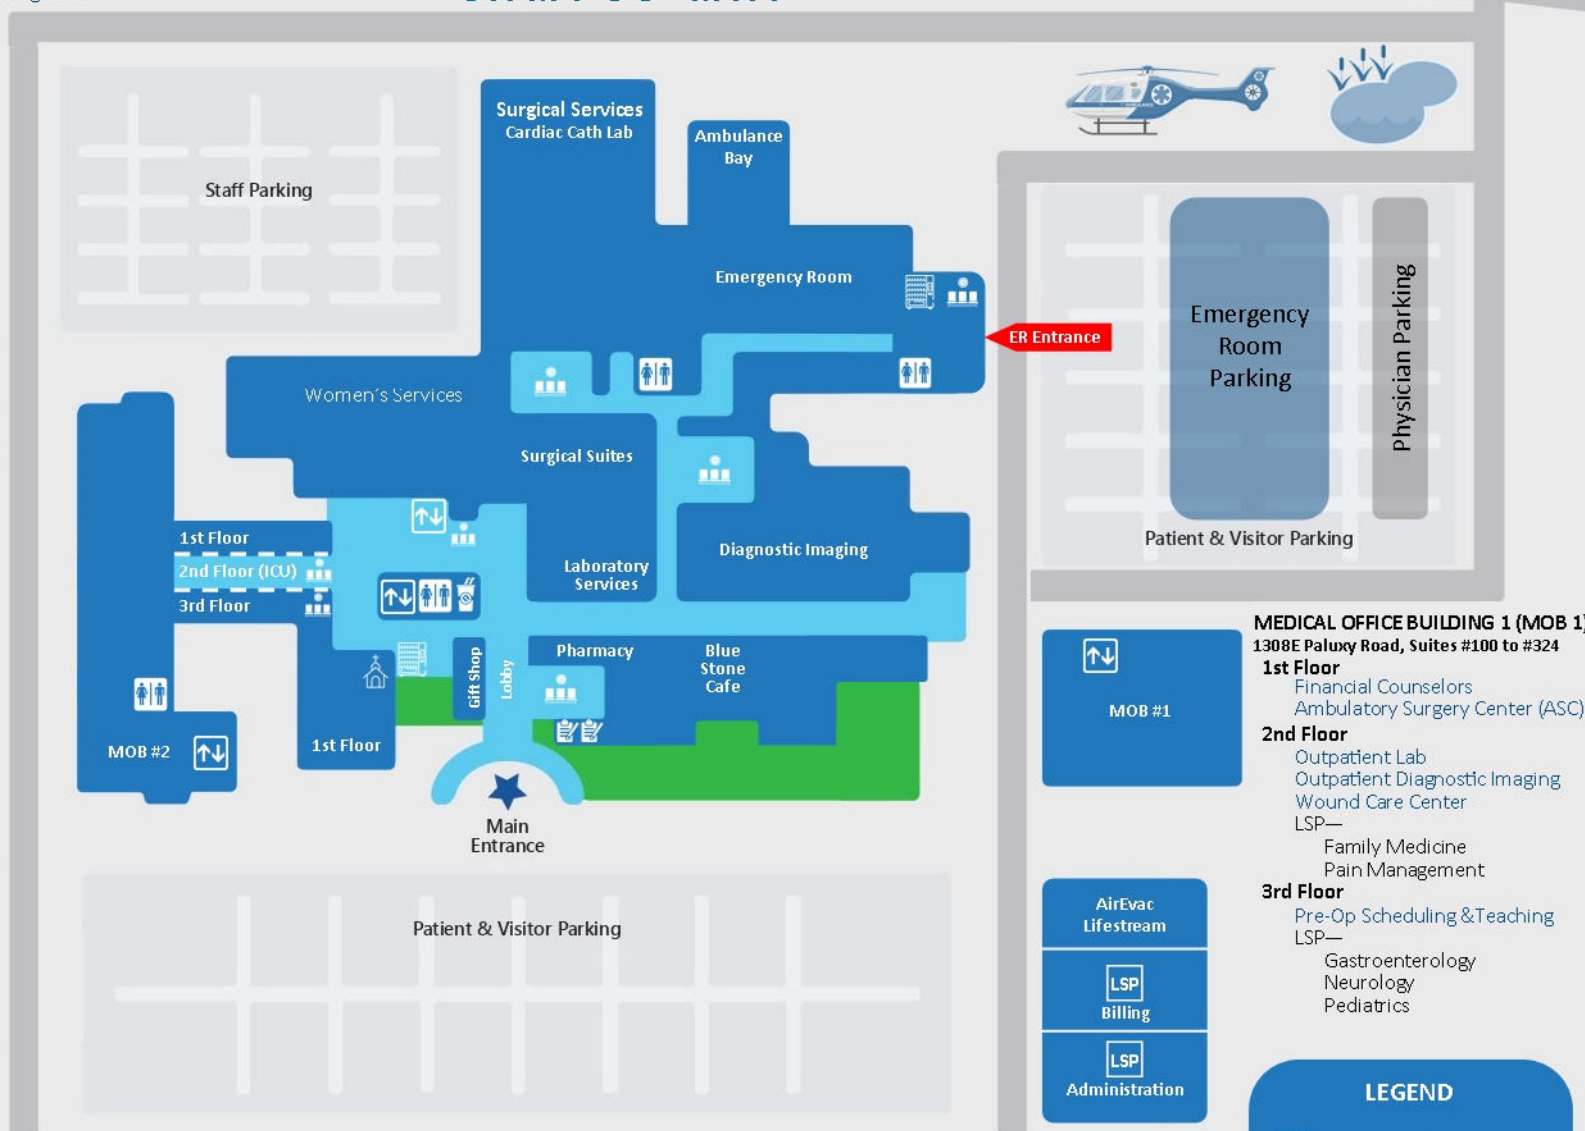 Surgical Services
Cardiac Cath Lab
Ambulance
Bay
Staff Parking
Emergency Room
ER Entrance
Emergency
Room
Parking
Physician Parking
Women's Services
Surgical Suites
Patient & Visitor Parking
1st Floor
2nd Floor (ICU)
3rd Floor
Laboratory
Services
Diagnostic Imaging
Gift Shop
Lobby
Pharmacy
Blue
Stone
Cafe
MOB #2
1st Floor
Main
Entrance
Patient & Visitor Parking
MOB #1
MEDICAL OFFICE BUILDING 1 (MOB 1)
1308E Paluxy Road, Suites #100 to #324
1st Floor
Financial Counselors
Ambulatory Surgery Center (ASC)
2nd Floor
Outpatient Lab
Outpatient Diagnostic Imaging
Wound Care Center
LSP—
Family Medicine
Pain Management
3rd Floor
Pre-Op Scheduling &Teaching
LSP—
Gastroenterology
Neurology
Pediatrics
AirEvac
Lifestream
LSP
Billing
LSP
Administration
LEGEND